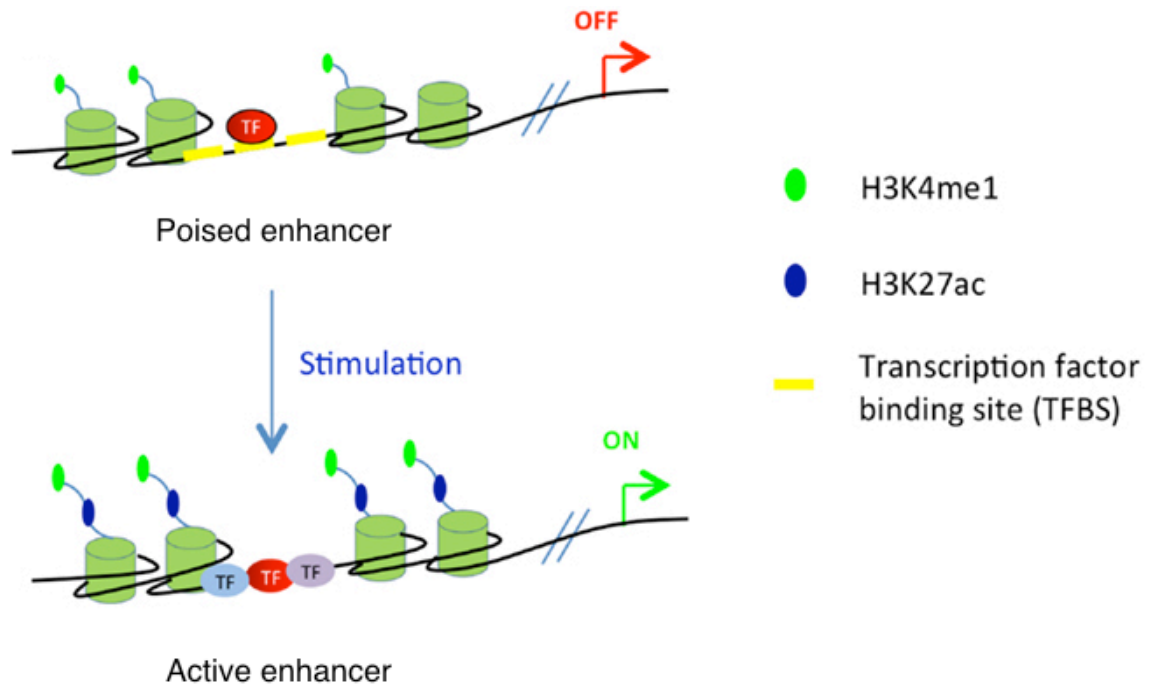 OFF
TF
Poised enhancer
H3K4me1
H3K27ac
Stimulation
Transcription factor
binding site (TFBS)
ON
TF TF TF
Active enhancer